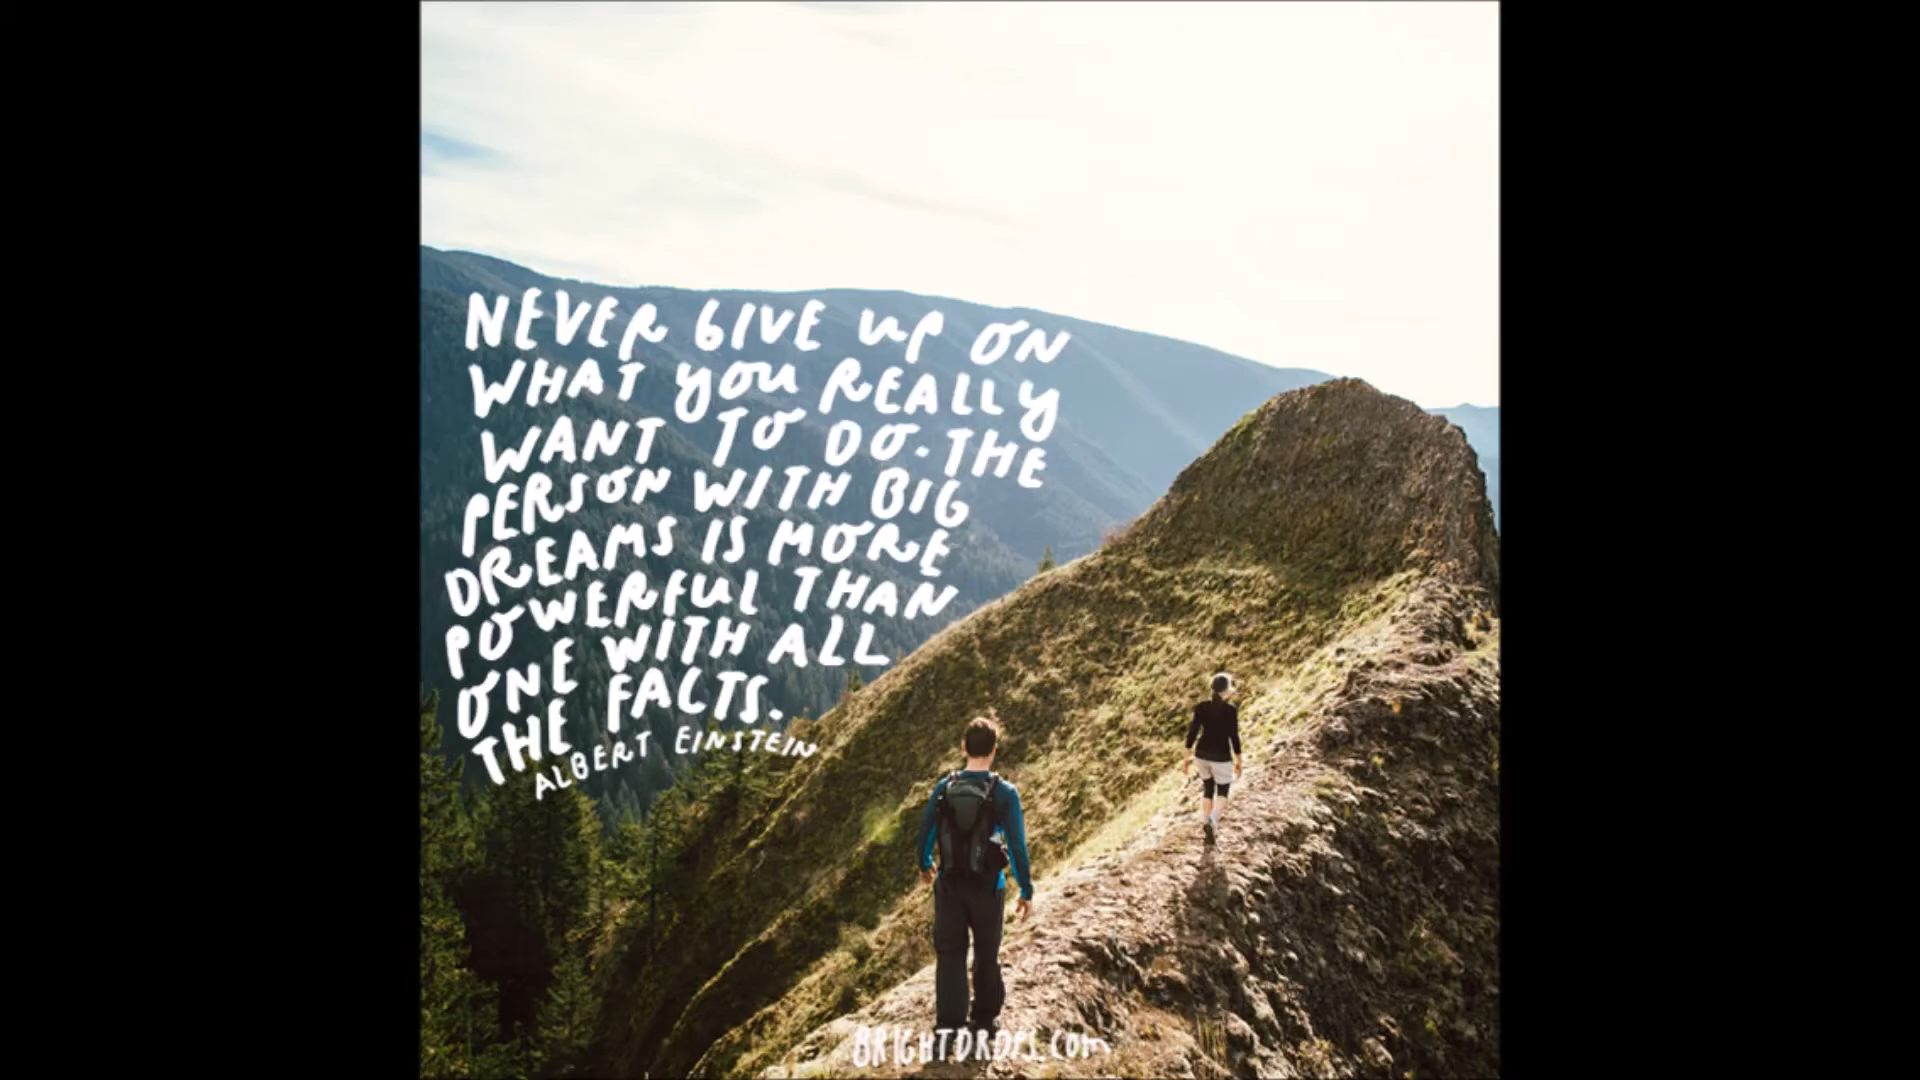 NEVER GIVE UP ON
WHAT YOU REALLY
WANT TO DO. THE
PERSON WITH BIG
DREAMS IS MORE
POWERFUL THAN
ONE WITH ALL
THE FACTS.
ALBERT EINSTEIN
BRIGHTDROPS.COM